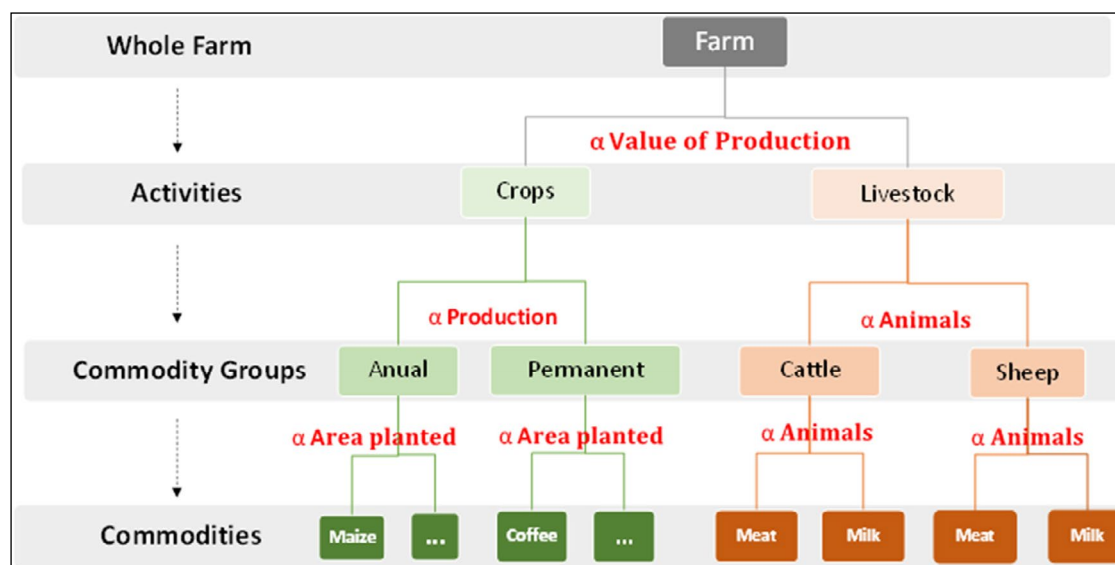 Whole Farm
Farm
α Value of Production
Activities
Crops
Livestock
α Production
α Animals
Commodity Groups
Anual
Permanent
Cattle
Sheep
α Area planted
α Area planted
α Animals
α Animals
Commodities
Maize
...
Coffee
...
Meat
Milk
Meat
Milk